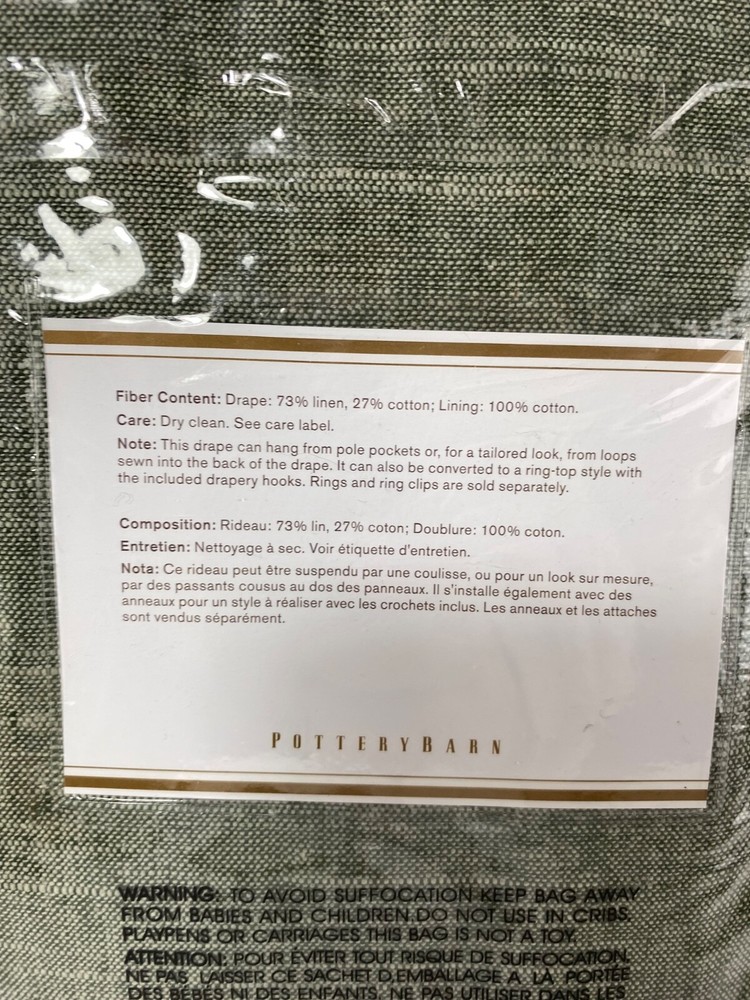 Fiber Content: Drape: 73% linen, 27% cotton; Lining: 100% cotton.
Care: Dry clean. See care label.
Note: This drape can hang from pole pockets or, for a tailored look, from loops
sewn into the back of the drape. It can also be converted to a ring-top style with
the included drapery hooks. Rings and ring clips are sold separately.
Composition: Rideau: 73% lin, 27% coton; Doublure: 100% coton.
Entretien: Nettoyage à sec. Voir étiquette d'entretien.
Nota: Ce rideau peut être suspendu par une coulisse, ou pour un look sur mesure,
par des passants cousus au dos des panneaux. Il s'installe également avec des
anneaux pour un style à réaliser avec les crochets inclus. Les anneaux et les attaches
sont vendus séparément.
POTTERY BARN
WARNING: TO AVOID SUFFOCATION KEEP BAG AWAY
FROM BABIES AND CHILDREN.DO NOT USE IN CRIBS,
PLAYPENS OR CARRIAGES THIS BAG IS NOT A TOY.
ATTENTION: POUR EVITER TOUT RISQUE DE SUFFOCATION,
NE PAS LAISSER CE SACHET D,EMBALLAGE A LA PORTÉE
DES BÉBÉS NI DES ENFANTS, NE PAS UTILISER DANS LES